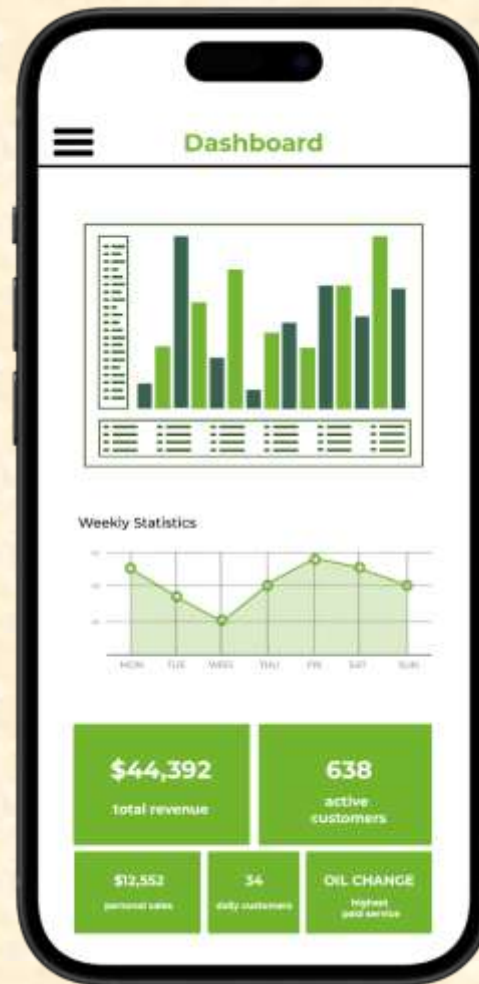 Dashboard
Weekly Statistics
MON TUE WED THU FRI SAT SUN
$44,392
total revenue
638
active
customers
$12,552
personal sales
34
daily customers
OIL CHANGE
highest
paid service